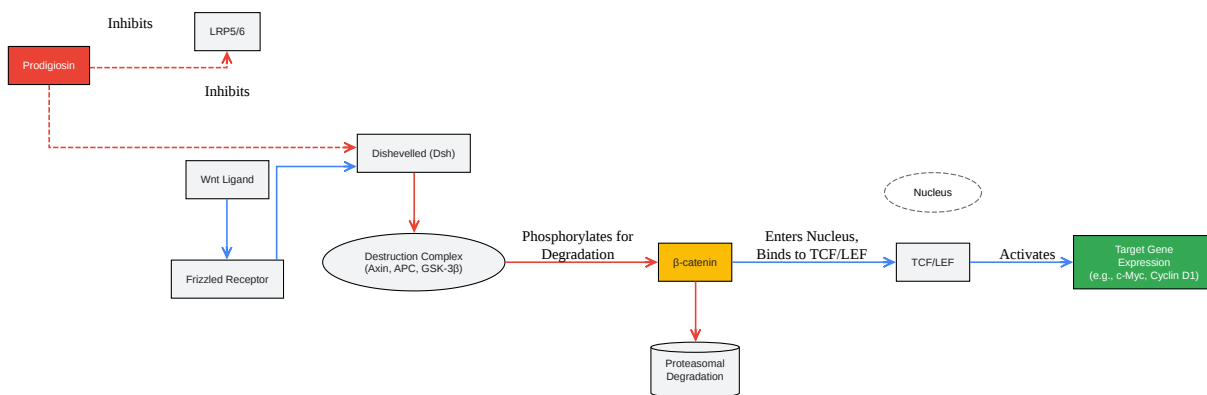 Inhibits
LRP5/6
Prodigiosin
Inhibits
Dishevelled (Dsh)
Wnt Ligand
Nucleus
Frizzled Receptor
Destruction Complex
(Axin, APC, GSK-3β)
Phosphorylates for
Degradation
β-catenin
Enters Nucleus,
Binds to TCF/LEF
TCF/LEF
Activates
Target Gene
Expression
(e.g., c-Myc, Cyclin D1)
Proteasomal
Degradation